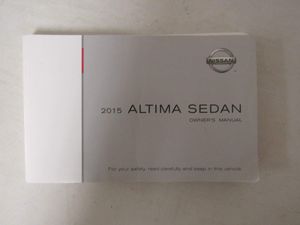 NISSAN
2015 ALTIMA SEDAN
OWNER'S MANUAL
For your safety, read carefully and keep in this vehicle.